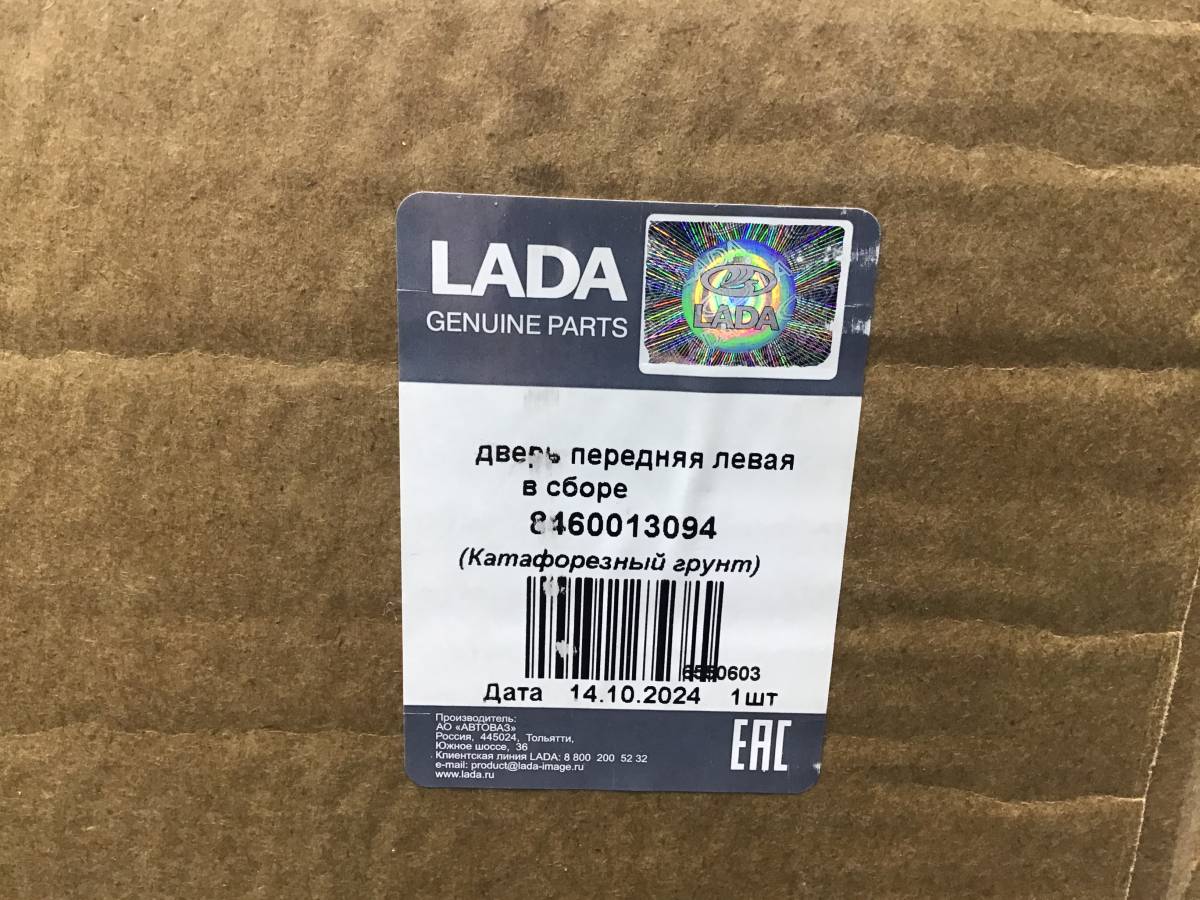 LADA
GENUINE PARTS
LADA
дверь передняя левая
в сборе
8460013094
(Катафорезный грунт)
6550603
Дата 14.10.2024 1шт
Производитель:
АО «АВТОВАЗ»
Россия, 445024, Тольятти,
Южное шоссе, 36
Клиентская линия LADA: 8 800 200 52 32
e-mail: product@lada-image.ru
www.lada.ru
EAC